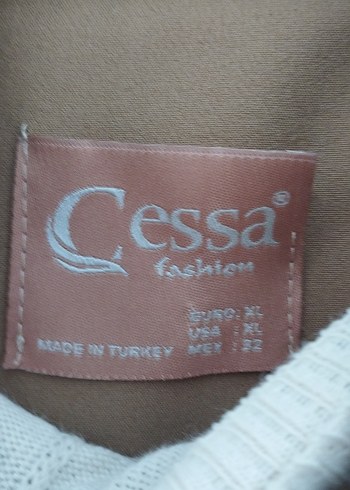 Cessa®
fashion
EURO: XL
USA : XL
MADE IN TURKEY MEX : 32